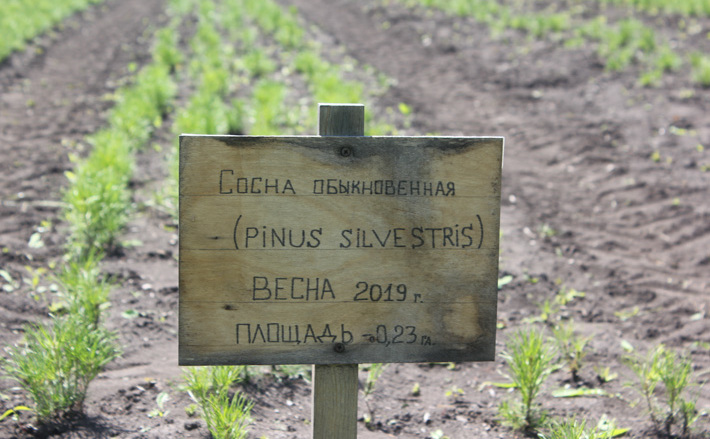 Сосна обыкновенная
(PINUS SILVESTRIS)
ВЕСНА 2019 г.
ПЛОЩАДЬ - 0,23 га.